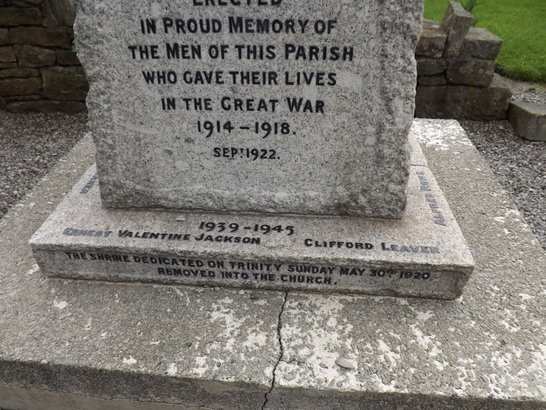 ERECTED
IN PROUD MEMORY OF
THE MEN OF THIS PARISH
WHO GAVE THEIR LIVES
IN THE GREAT WAR
1914-1918.
SEPT 1922.
1939-1945
ERNEST VALENTINE JACKSON CLIFFORD LEAVER
THE SHRINE DEDICATED ON TRINITY SUNDAY MAY 30TH 1920
REMOVED INTO THE CHURCH.